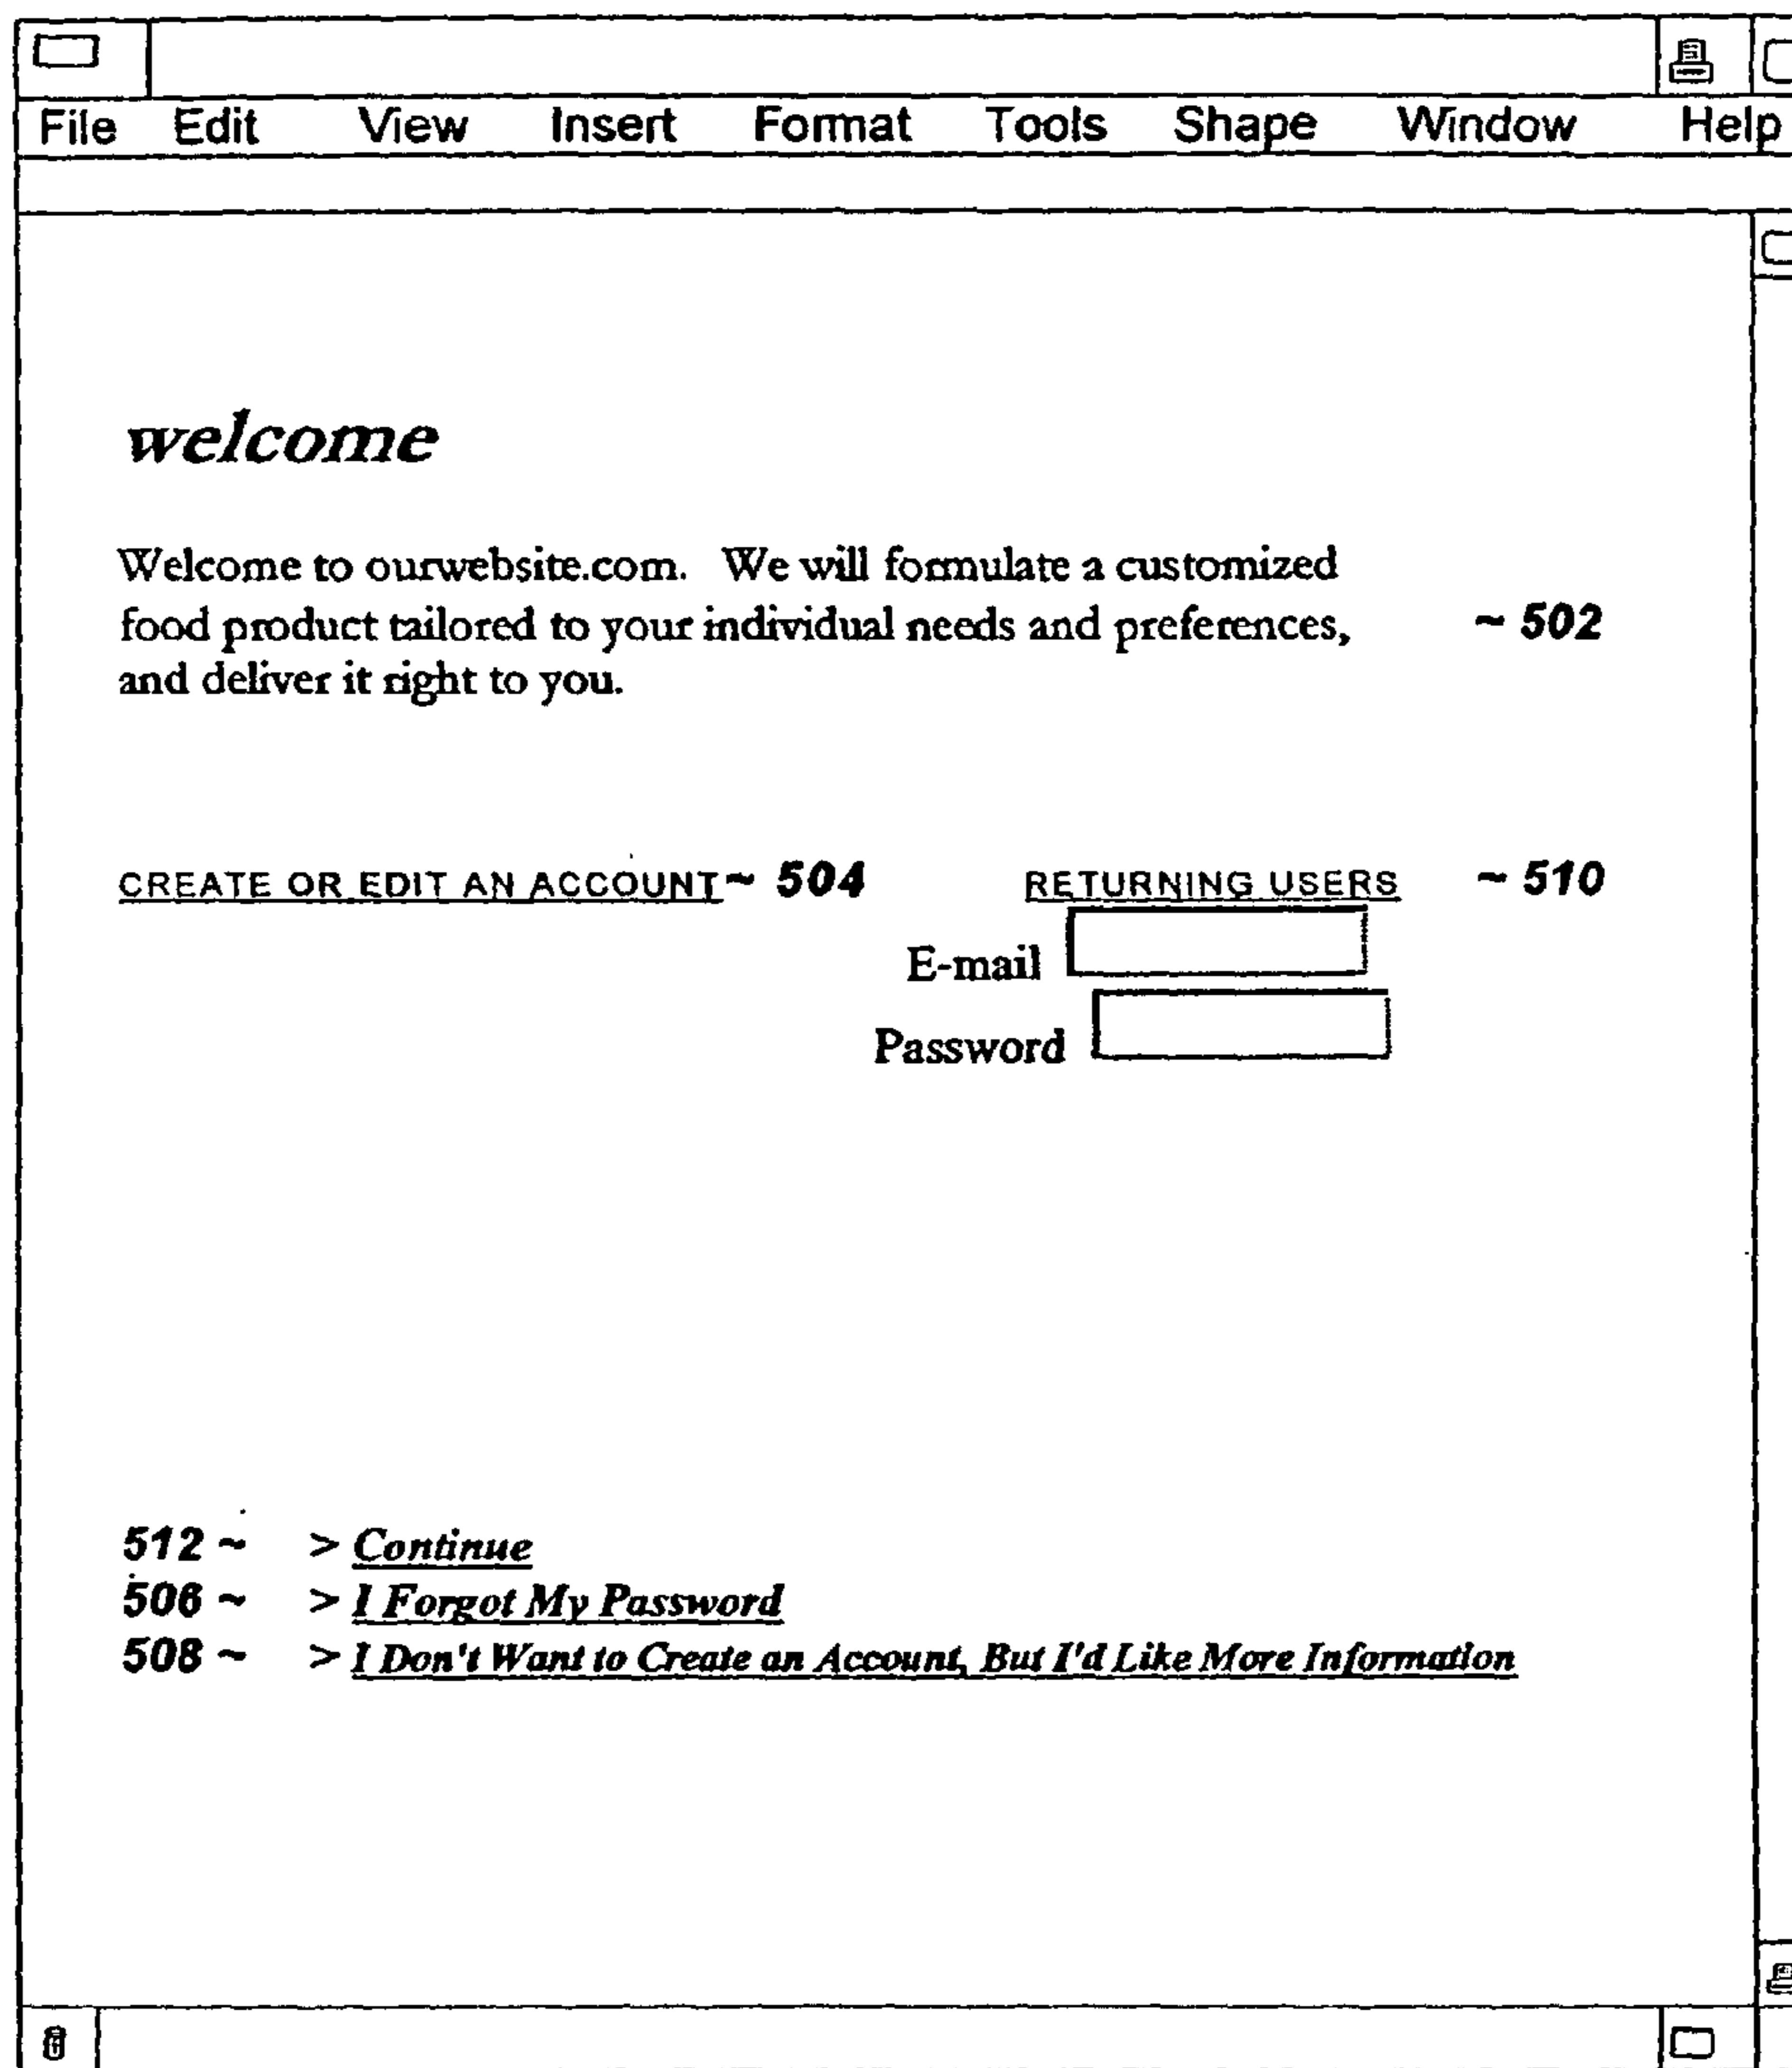 File Edit View Insert Format Tools Shape Window Help
welcome
Welcome to ourwebsite.com. We will formulate a customized
food product tailored to your individual needs and preferences, ~ 502
and deliver it right to you.
CREATE OR EDIT AN ACCOUNT ~ 504 RETURNING USERS ~ 510
E-mail
Password
512 ~ > Continue
506 ~ > I Forgot My Password
508 ~ > I Don't Want to Create an Account, But I'd Like More Information